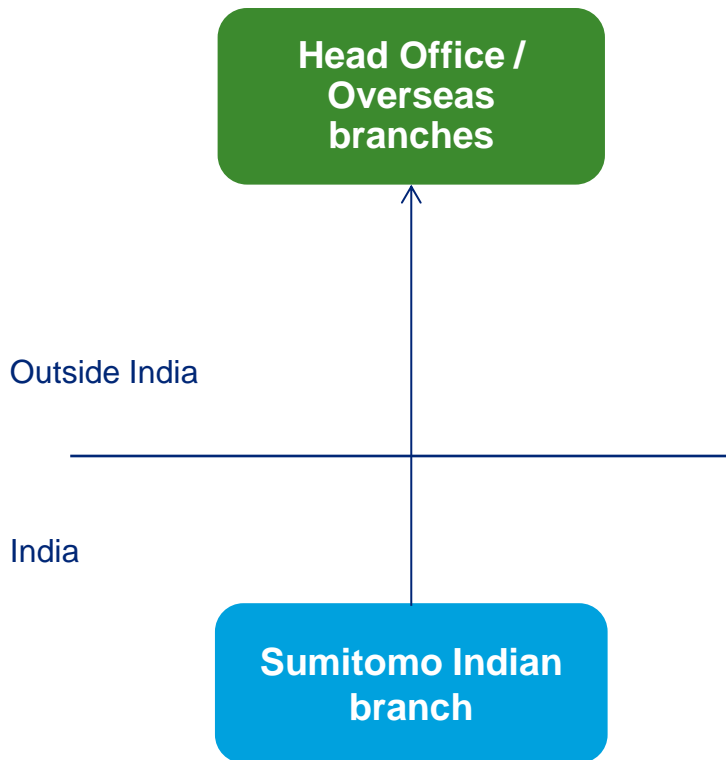 Head Office /
Overseas
branches
Outside India
India
Sumitomo Indian
branch